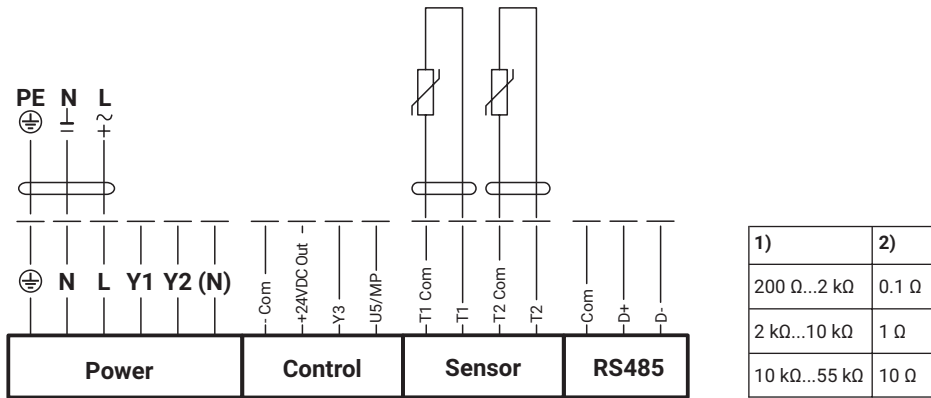 PE N L
N L Y1 Y2 (N)
- Com
+24VDC Out
Y3
U5/MP
T1 Com
T1
T2 Com
T2
Com
D+
D-
Power
Control
Sensor
RS485
1) 2)
200 Ω...2 kΩ 0.1 Ω
2 kΩ...10 kΩ 1 Ω
10 kΩ...55 kΩ 10 Ω